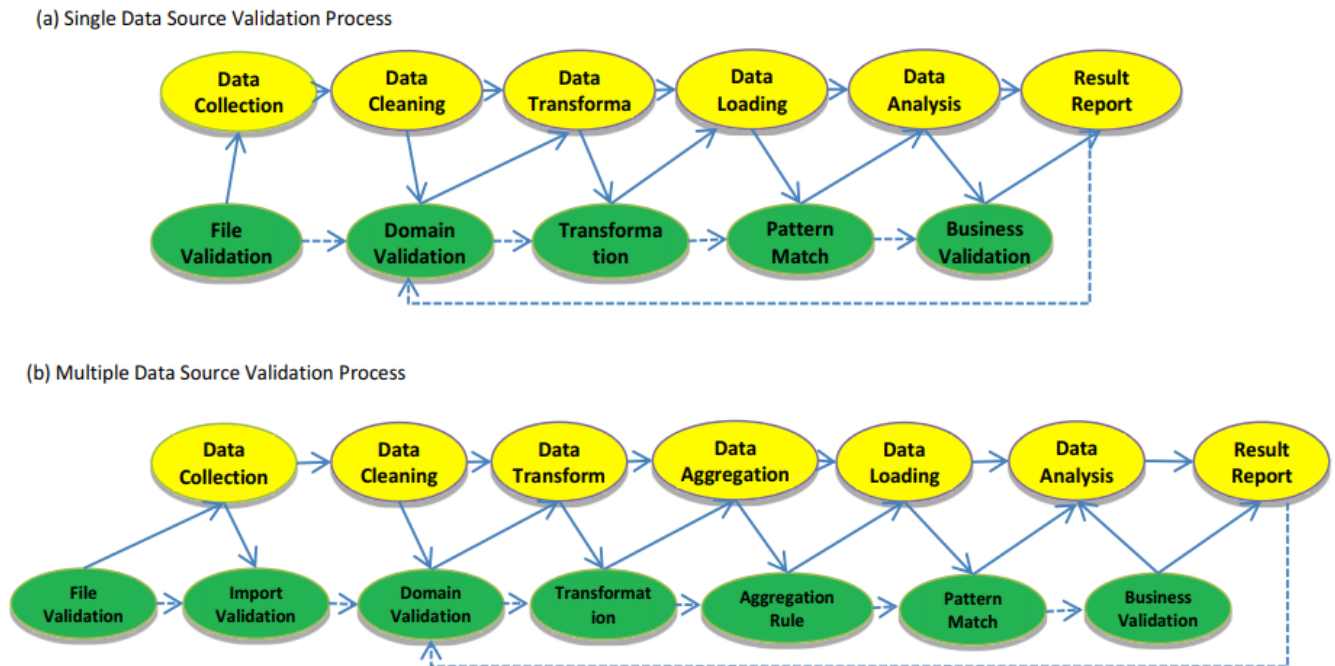 (a) Single Data Source Validation Process
Data
Collection
Data
Cleaning
Data
Transforma
Data
Loading
Data
Analysis
Result
Report
File
Validation
Domain
Validation
Transforma
tion
Pattern
Match
Business
Validation
(b) Multiple Data Source Validation Process
Data
Collection
Data
Cleaning
Data
Transform
Data
Aggregation
Data
Loading
Data
Analysis
Result
Report
File
Validation
Import
Validation
Domain
Validation
Transformat
ion
Aggregation
Rule
Pattern
Match
Business
Validation